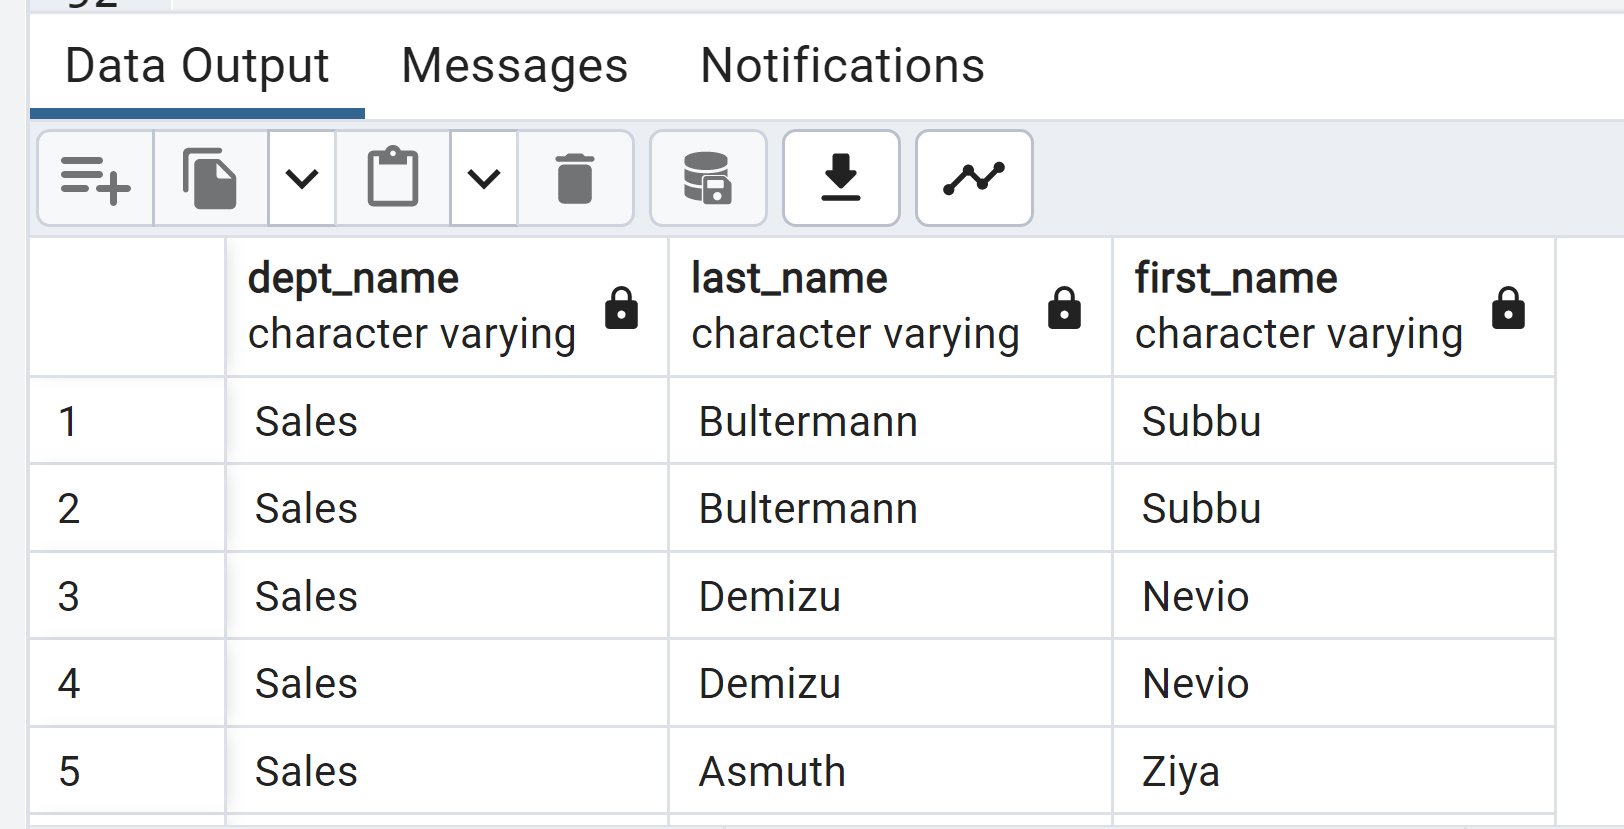 Data Output Messages Notifications
dept_name last_name first_name
character varying character varying character varying
1 Sales Bultermann Subbu
2 Sales Bultermann Subbu
3 Sales Demizu Nevio
4 Sales Demizu Nevio
5 Sales Asmuth Ziya